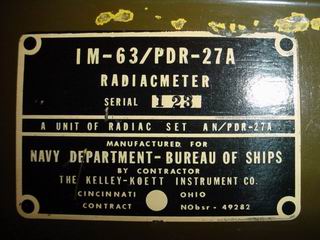 IM-63/PDR-27A
RADIACMETER
SERIAL I 23
A UNIT OF RADIAC SET AN/PDR-27A
MANUFACTURED FOR
NAVY DEPARTMENT-BUREAU OF SHIPS
BY CONTRACTOR
THE KELLEY-KOETT INSTRUMENT CO.
CINCINNATI OHIO
CONTRACT NObsr-49282